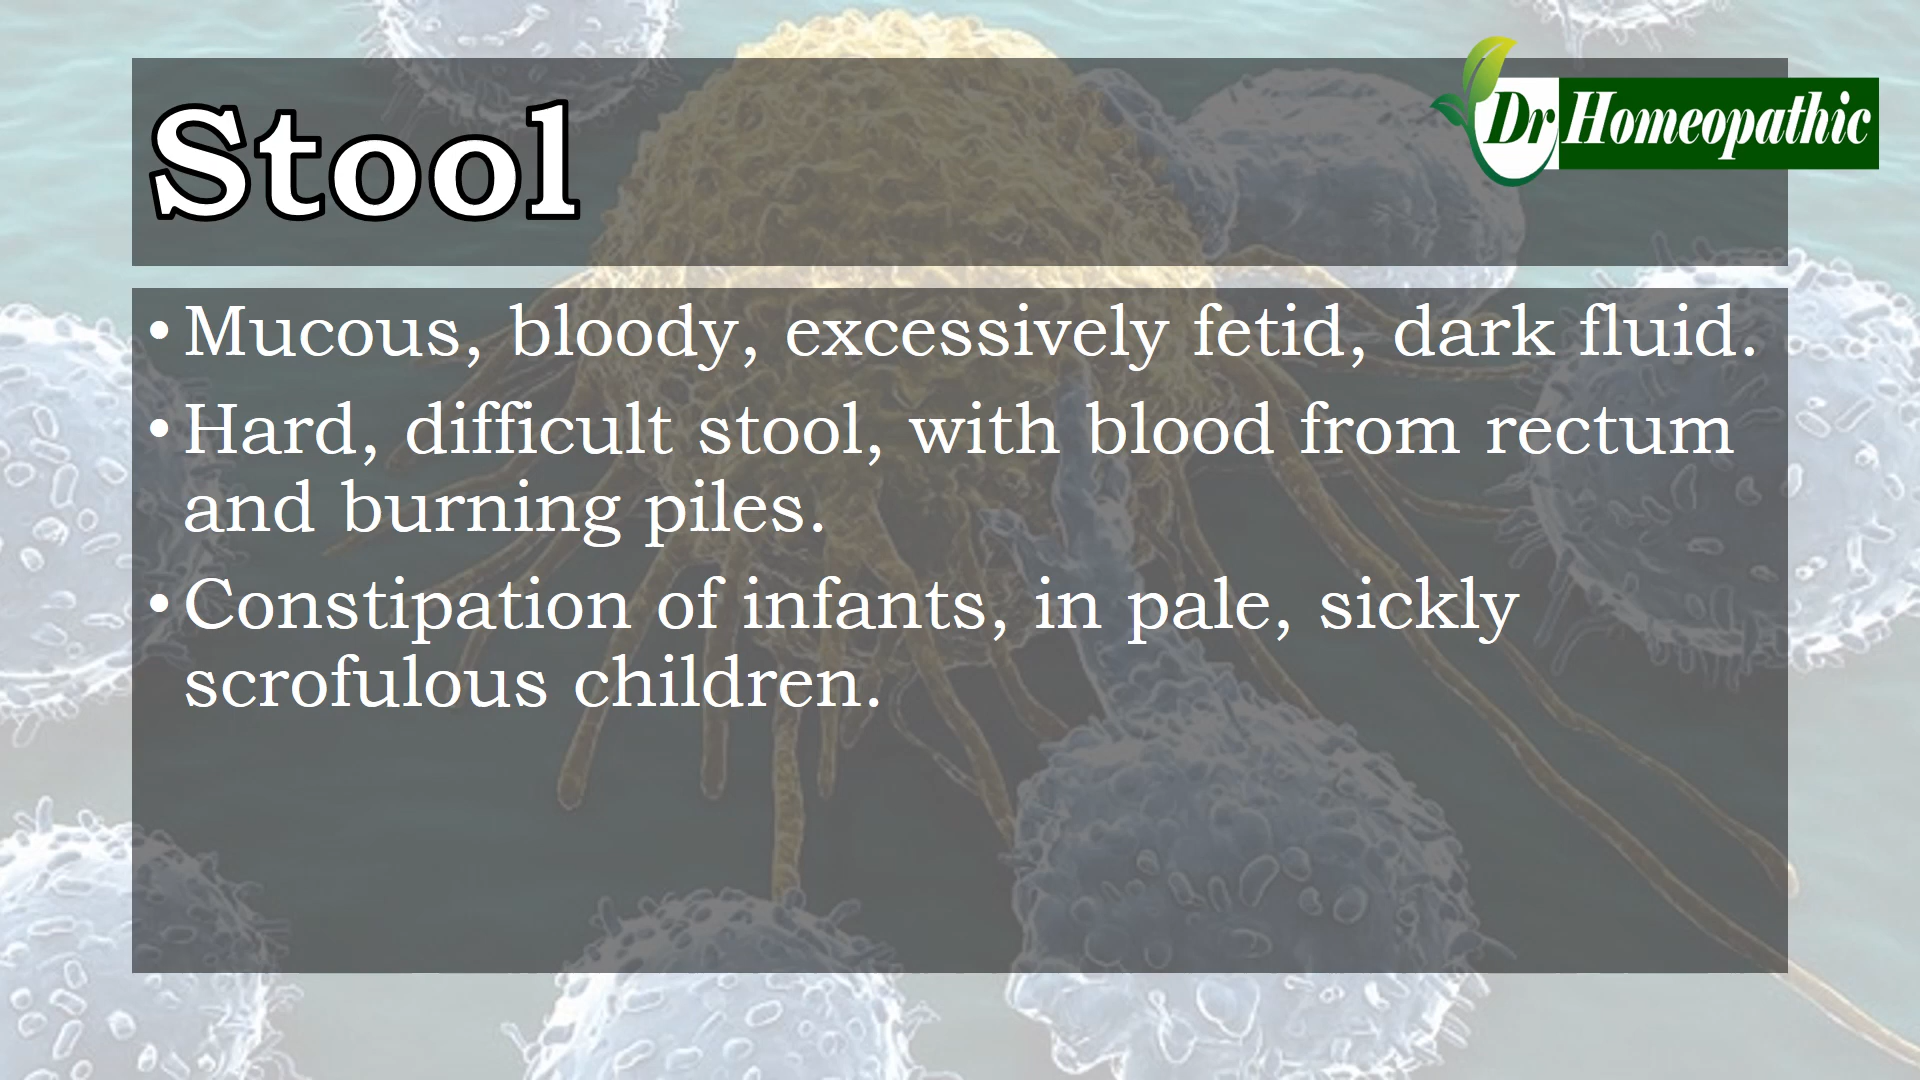 Stool
Dr Homeopathic
• Mucous, bloody, excessively fetid, dark fluid.
• Hard, difficult stool, with blood from rectum
and burning piles.
• Constipation of infants, in pale, sickly
scrofulous children.